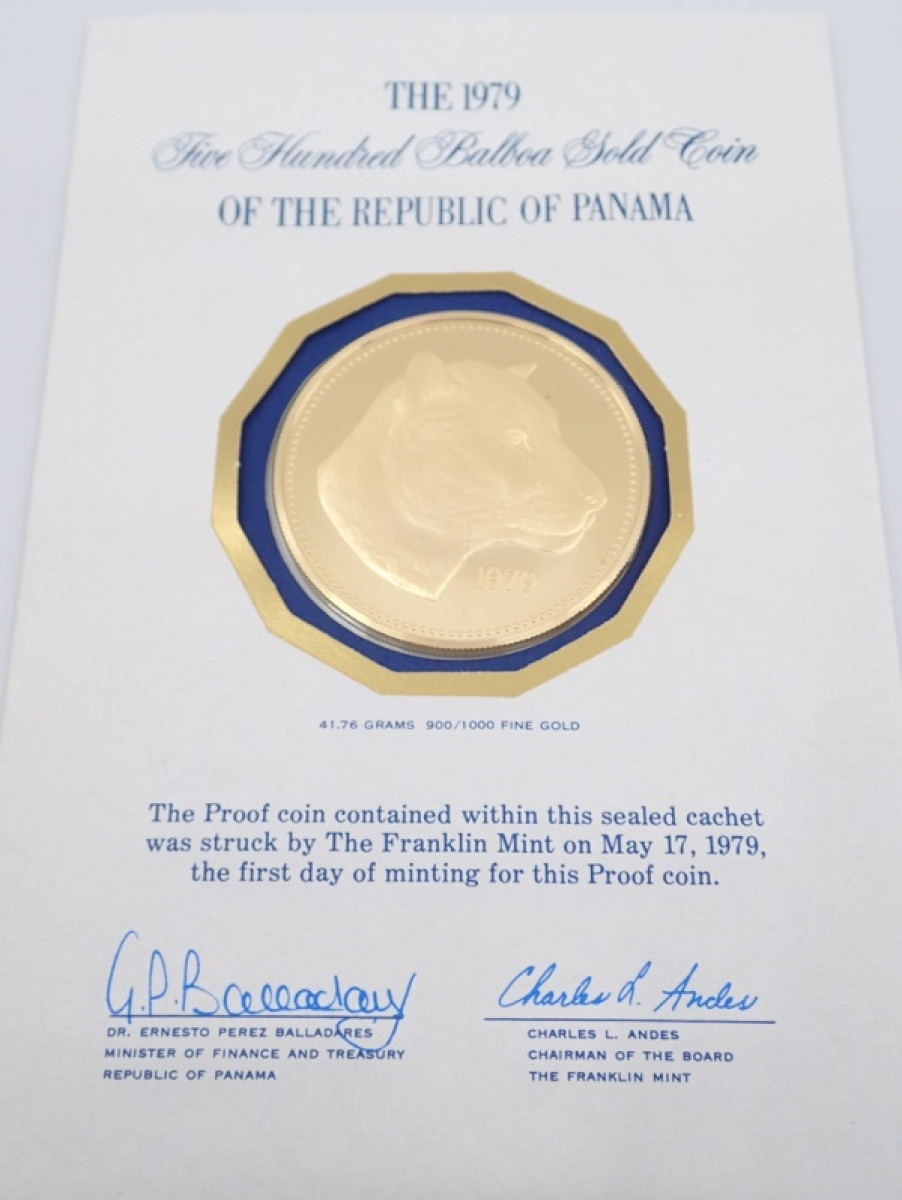 THE 1979
Five Hundred Balboa Gold Coin
OF THE REPUBLIC OF PANAMA
1979
41.76 GRAMS 900/1000 FINE GOLD
The Proof coin contained within this sealed cachet
was struck by The Franklin Mint on May 17, 1979,
the first day of minting for this Proof coin.
G.P. Balladares
DR. ERNESTO PEREZ BALLADARES
MINISTER OF FINANCE AND TREASURY
REPUBLIC OF PANAMA
Charles L. Andes
CHARLES L. ANDES
CHAIRMAN OF THE BOARD
THE FRANKLIN MINT